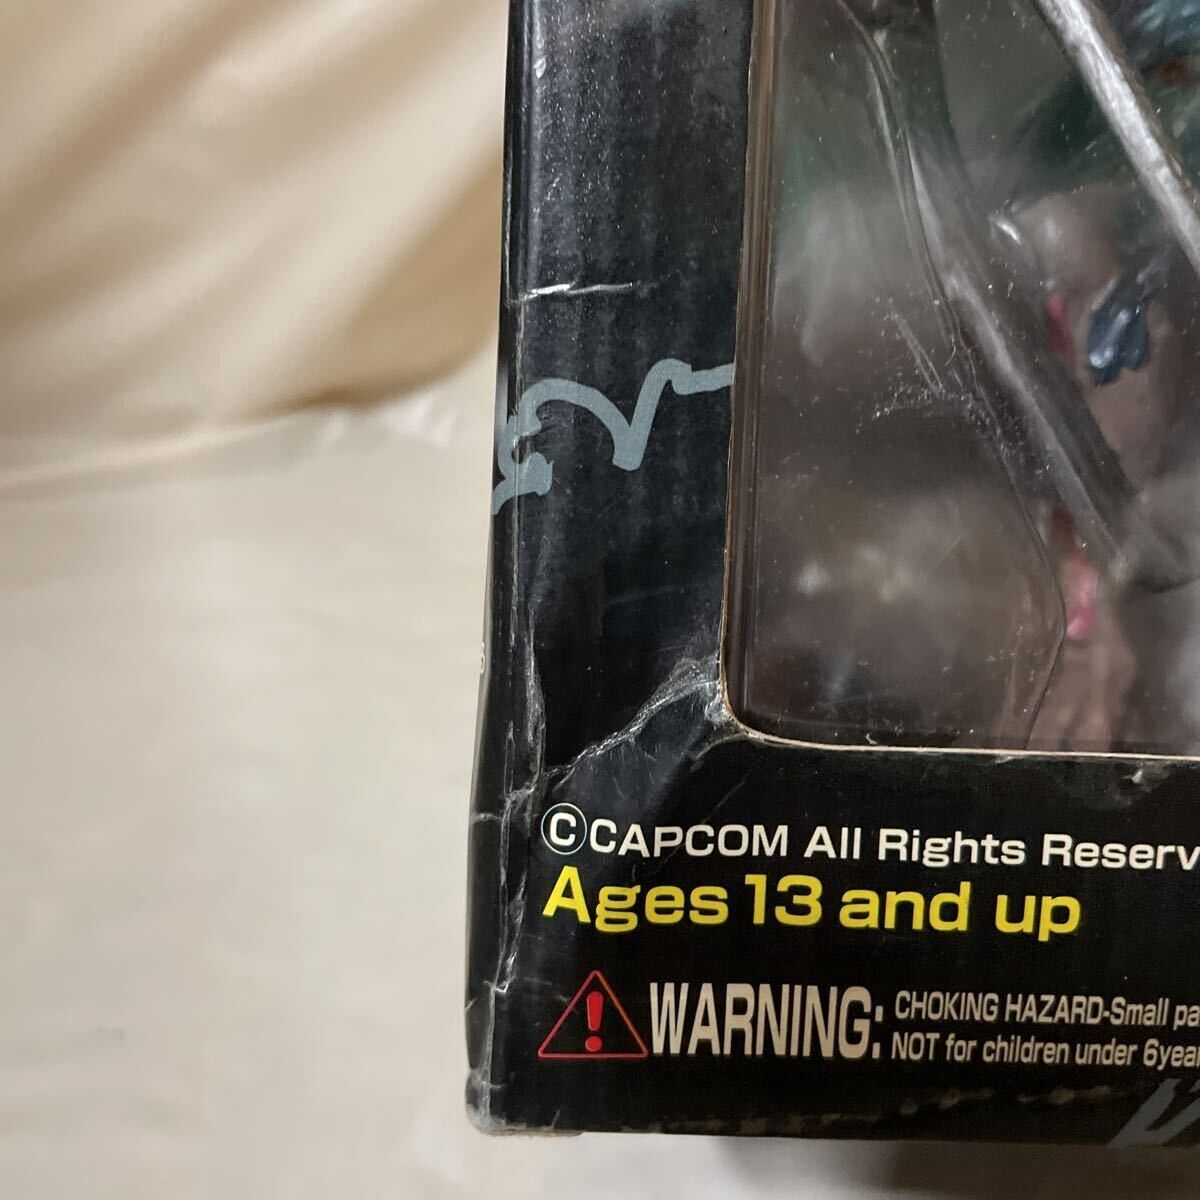 ©CAPCOM All Rights Reserv
Ages 13 and up
WARNING: CHOKING HAZARD-Small pa
NOT for children under 6year